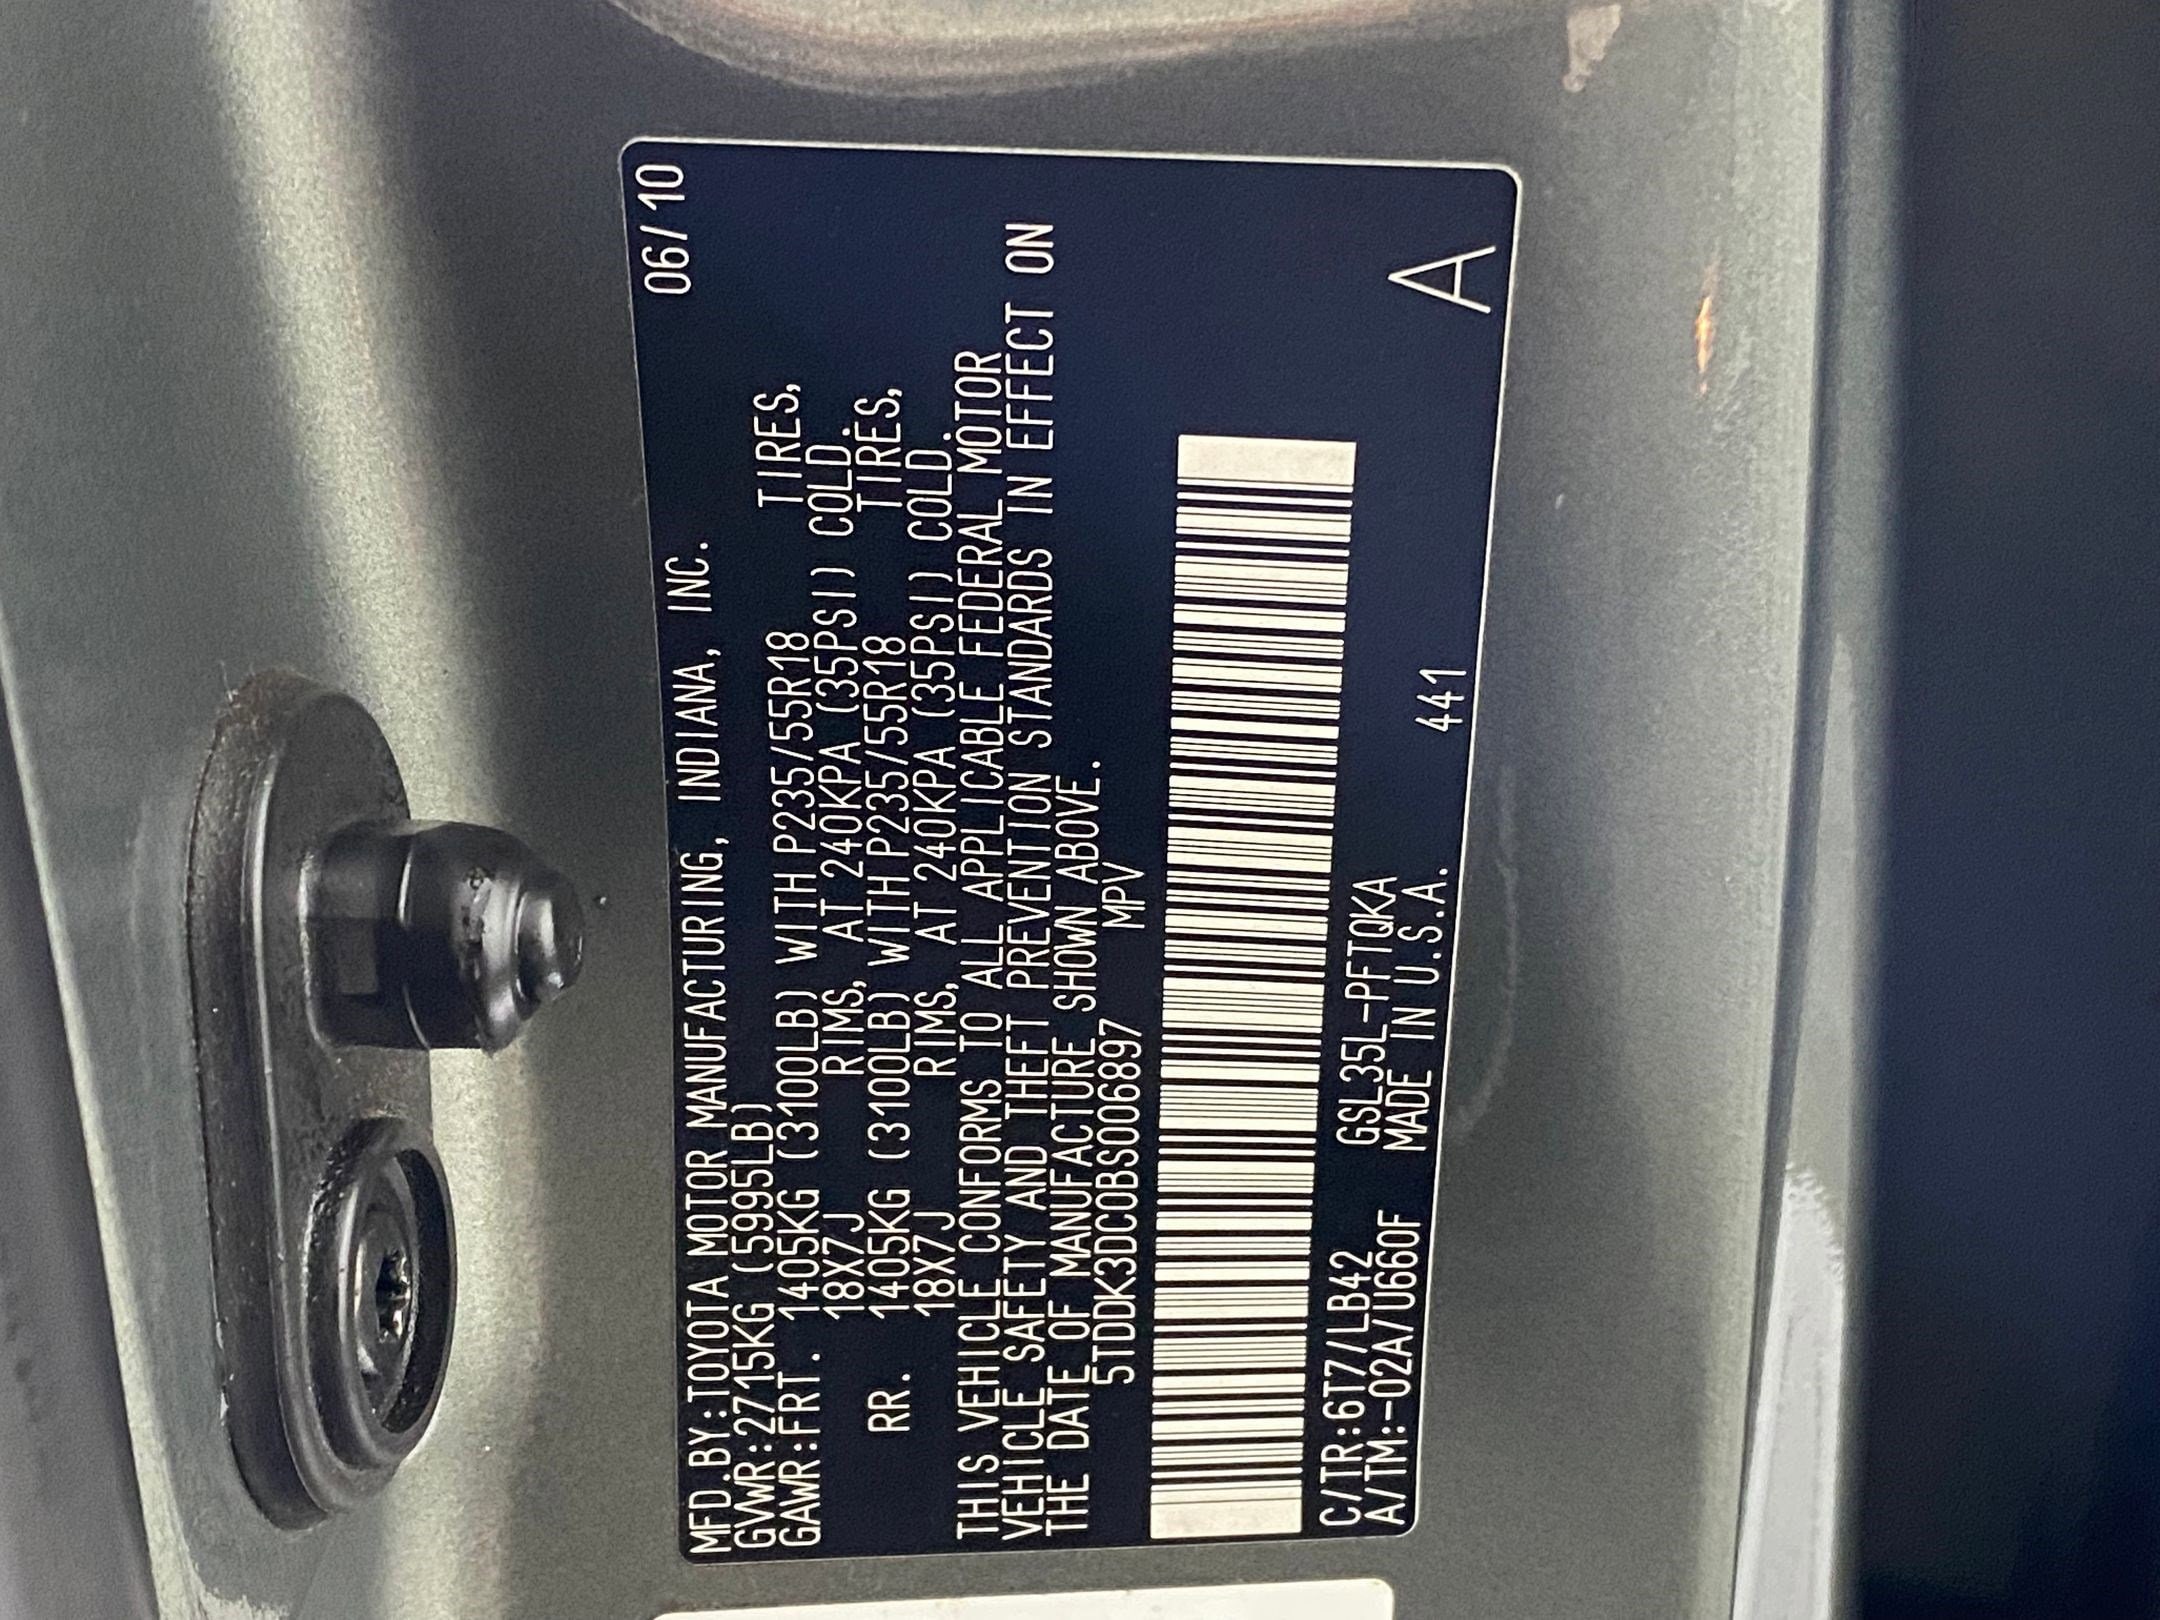 MFD.BY:TOYOTA MOTOR MANUFACTURING, INDIANA, INC. 06/10
GVWR:2715KG (5995LB)
GAWR:FRT. 1405KG (3100LB) WITH P235/55R18 TIRES,
18X7J RIMS, AT 240KPA (35PSI) COLD.
RR. 1405KG (3100LB) WITH P235/55R18 TIRES,
18X7J RIMS, AT 240KPA (35PSI) COLD.
THIS VEHICLE CONFORMS TO ALL APPLICABLE FEDERAL MOTOR
VEHICLE SAFETY AND THEFT PREVENTION STANDARDS IN EFFECT ON
THE DATE OF MANUFACTURE SHOWN ABOVE.
5TDDK3DC0BS006897 MPV
C/TR:6T7/LB42 GSL35L-PFTQKA
A/TM:-02A/U660F MADE IN U.S.A. 441 A